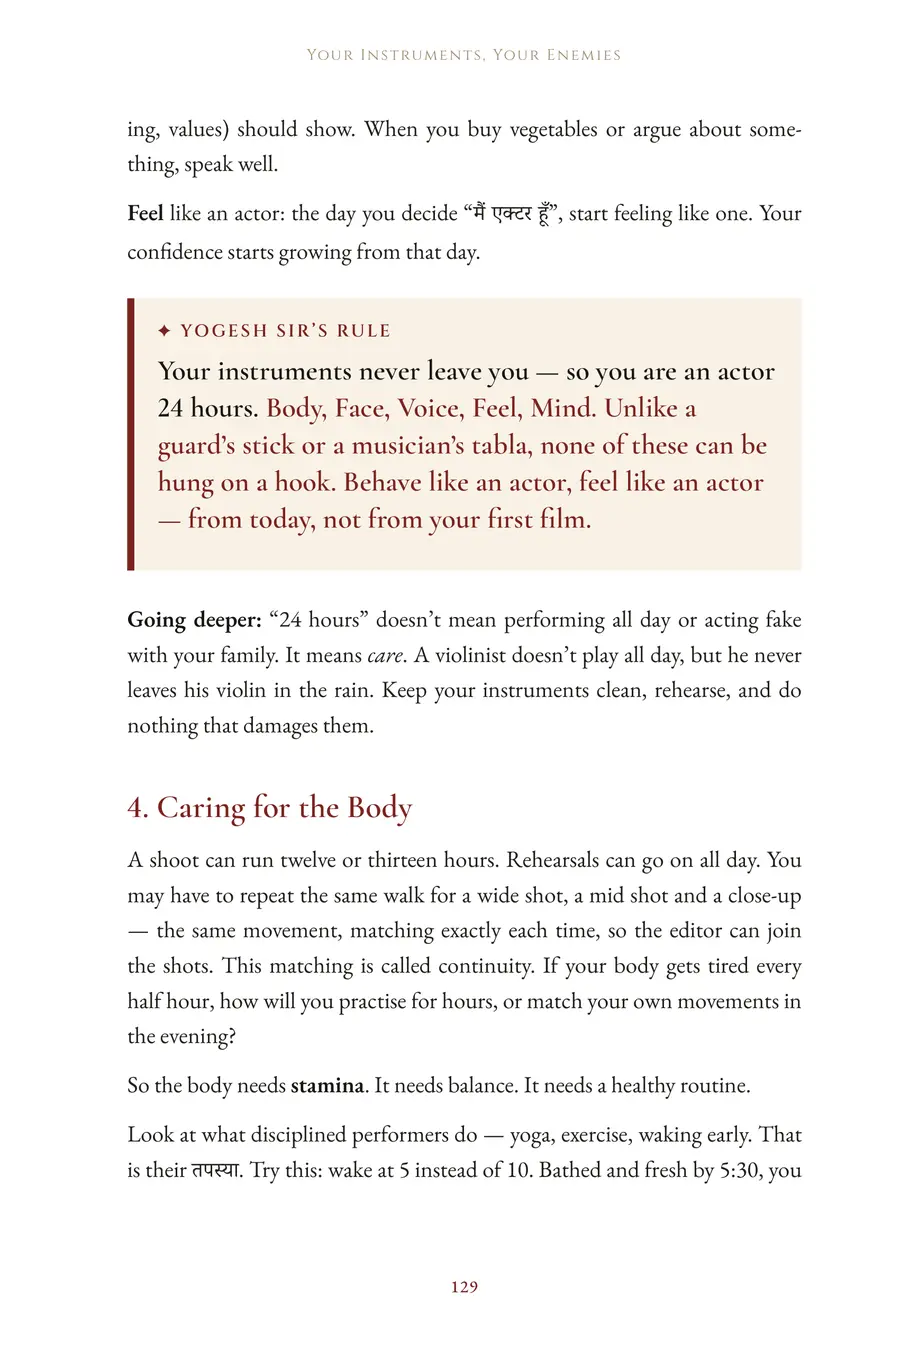 Your Instruments, Your Enemies
ing, values) should show. When you buy vegetables or argue about some-
thing, speak well.
Feel like an actor: the day you decide “मैं एक्टर हूँ”, start feeling like one. Your
confidence starts growing from that day.
✦ YOGESH SIR’S RULE
Your instruments never leave you — so you are an actor
24 hours. Body, Face, Voice, Feel, Mind. Unlike a
guard’s stick or a musician’s tabla, none of these can be
hung on a hook. Behave like an actor, feel like an actor
— from today, not from your first film.
Going deeper: “24 hours” doesn’t mean performing all day or acting fake
with your family. It means care. A violinist doesn’t play all day, but he never
leaves his violin in the rain. Keep your instruments clean, rehearse, and do
nothing that damages them.
4. Caring for the Body
A shoot can run twelve or thirteen hours. Rehearsals can go on all day. You
may have to repeat the same walk for a wide shot, a mid shot and a close-up
— the same movement, matching exactly each time, so the editor can join
the shots. This matching is called continuity. If your body gets tired every
half hour, how will you practise for hours, or match your own movements in
the evening?
So the body needs stamina. It needs balance. It needs a healthy routine.
Look at what disciplined performers do — yoga, exercise, waking early. That
is their तपस्या. Try this: wake at 5 instead of 10. Bathed and fresh by 5:30, you
129